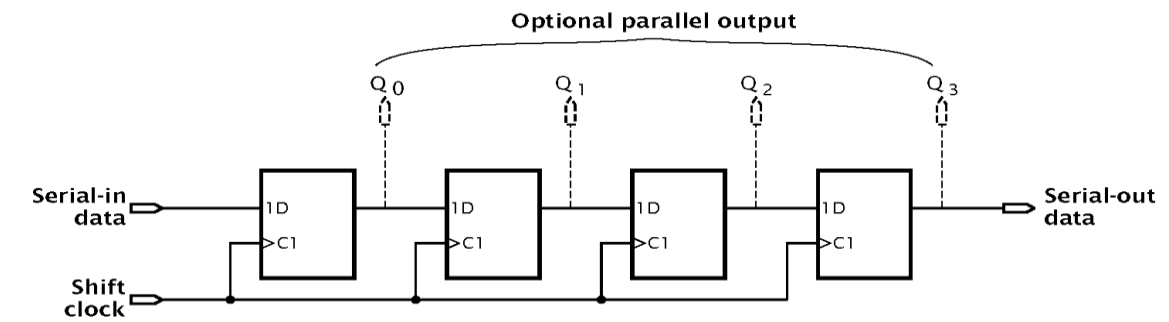 Optional parallel output
Q0 Q1 Q2 Q3
Serial-in data
1D 1D 1D 1D
Serial-out data
C1 C1 C1 C1
Shift clock